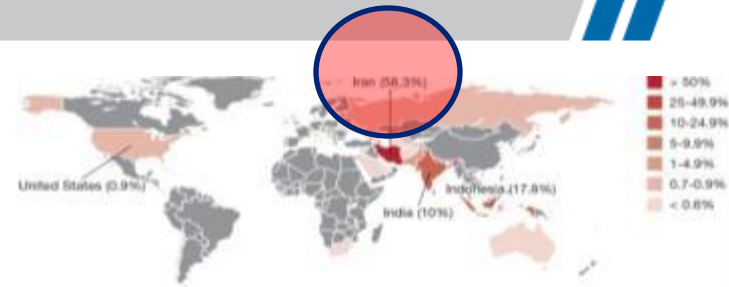 Iran (58.3%)
United States (0.9%)
Indonesia (17.8%)
India (10%)
> 50%
25-49.9%
10-24.9%
5-9.9%
1-4.9%
0.7-0.9%
< 0.6%